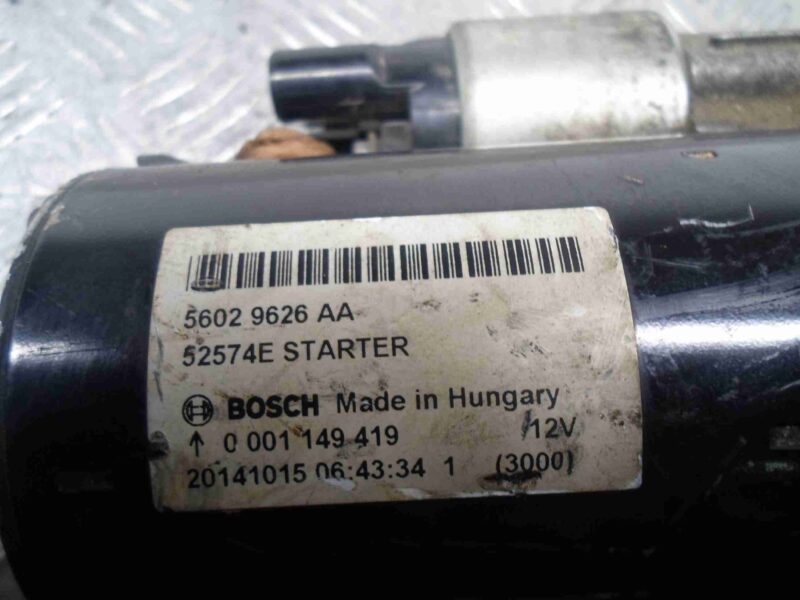 5602 9626 AA
52574E STARTER
BOSCH Made in Hungary
↑ 0 001 149 419 12V
20141015 06:43:34 1 (3000)